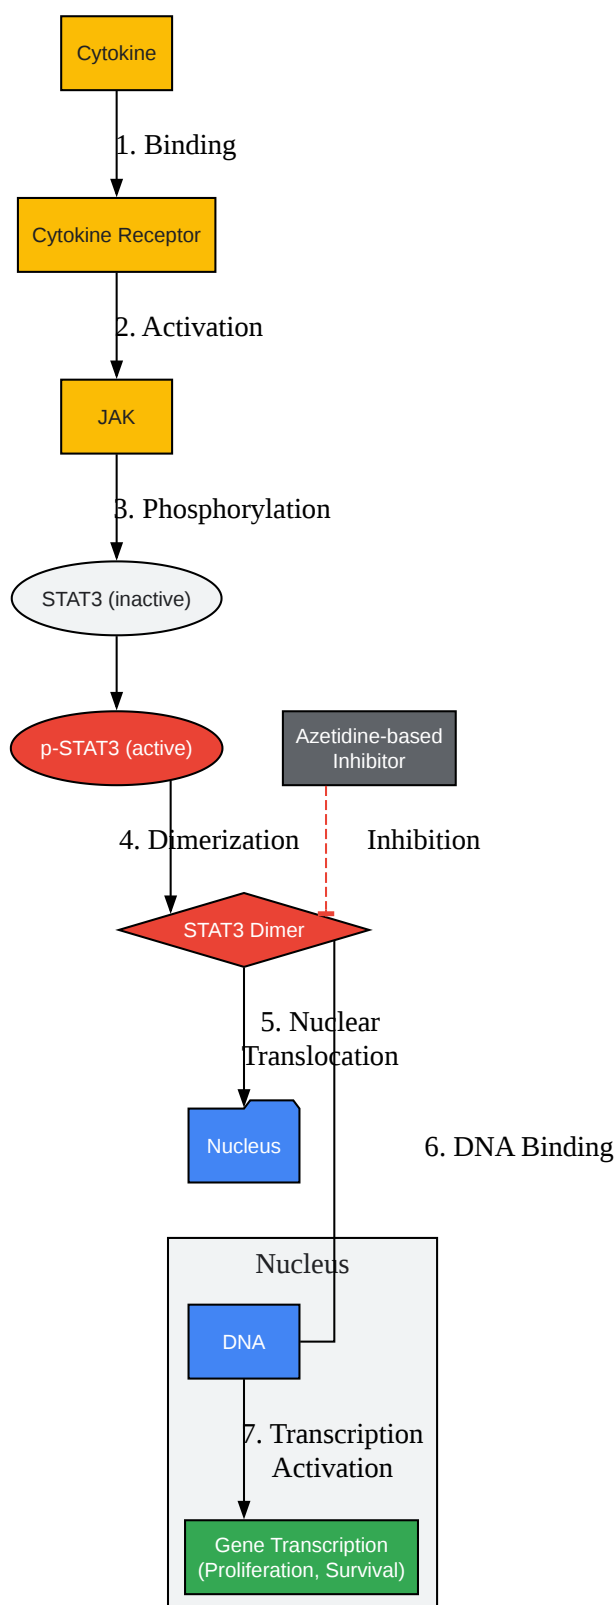 Cytokine
1. Binding
Cytokine Receptor
2. Activation
JAK
3. Phosphorylation
STAT3 (inactive)
p-STAT3 (active)
Azetidine-based
Inhibitor
4. Dimerization
Inhibition
STAT3 Dimer
5. Nuclear
Translocation
Nucleus
6. DNA Binding
Nucleus
DNA
7. Transcription
Activation
Gene Transcription
(Proliferation, Survival)